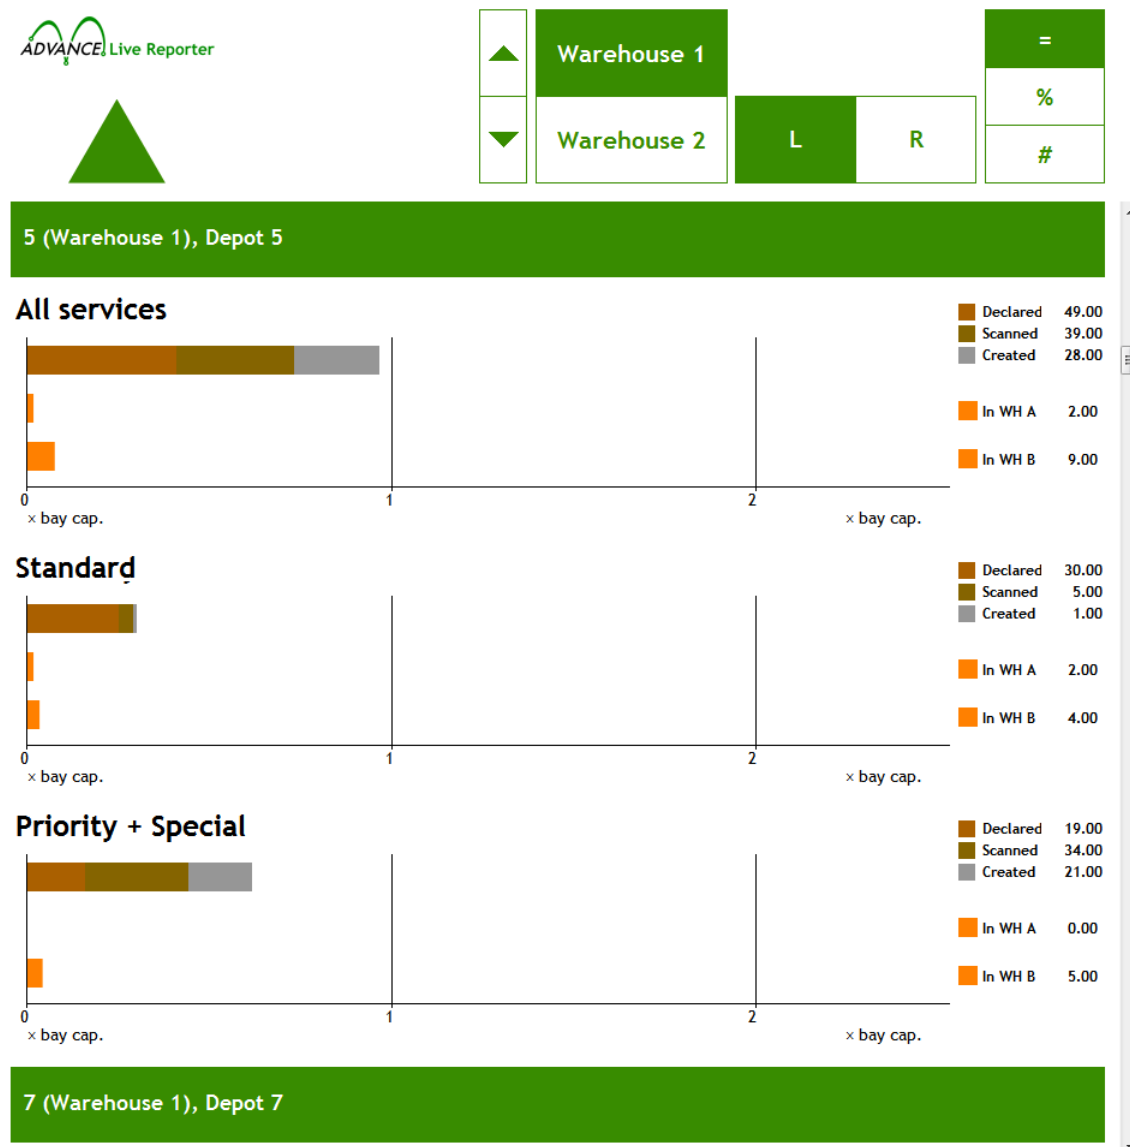 ADVANCE Live Reporter
Warehouse 1
Warehouse 2
L
R
=
%
#
5 (Warehouse 1), Depot 5
All services
Declared 49.00
Scanned 39.00
Created 28.00
In WH A 2.00
In WH B 9.00
0 1 2
× bay cap. × bay cap.
Standard
Declared 30.00
Scanned 5.00
Created 1.00
In WH A 2.00
In WH B 4.00
0 1 2
× bay cap. × bay cap.
Priority + Special
Declared 19.00
Scanned 34.00
Created 21.00
In WH A 0.00
In WH B 5.00
0 1 2
× bay cap. × bay cap.
7 (Warehouse 1), Depot 7